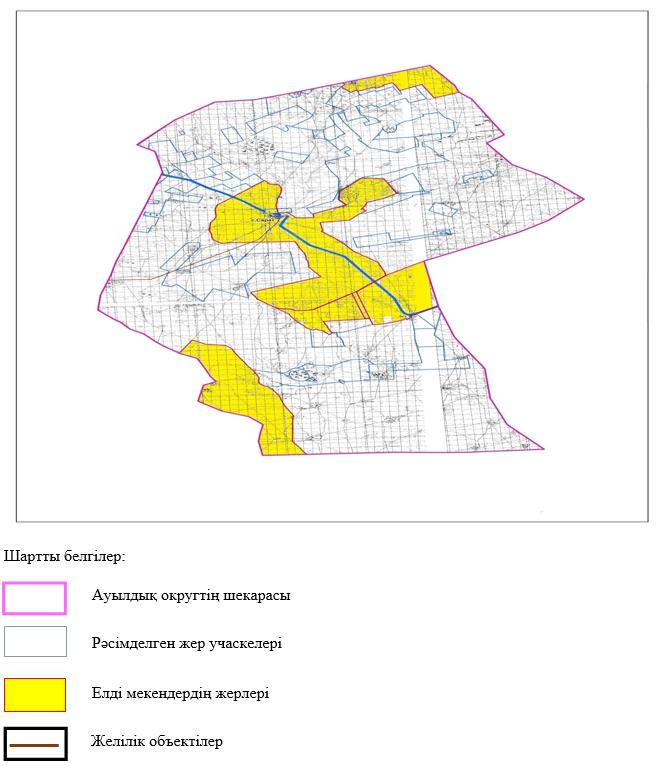 Шартты белгілер:
Ауылдық округтің шекарасы
Рәсімделген жер учаскелері
Елді мекендердің жерлері
Желілік объектілер